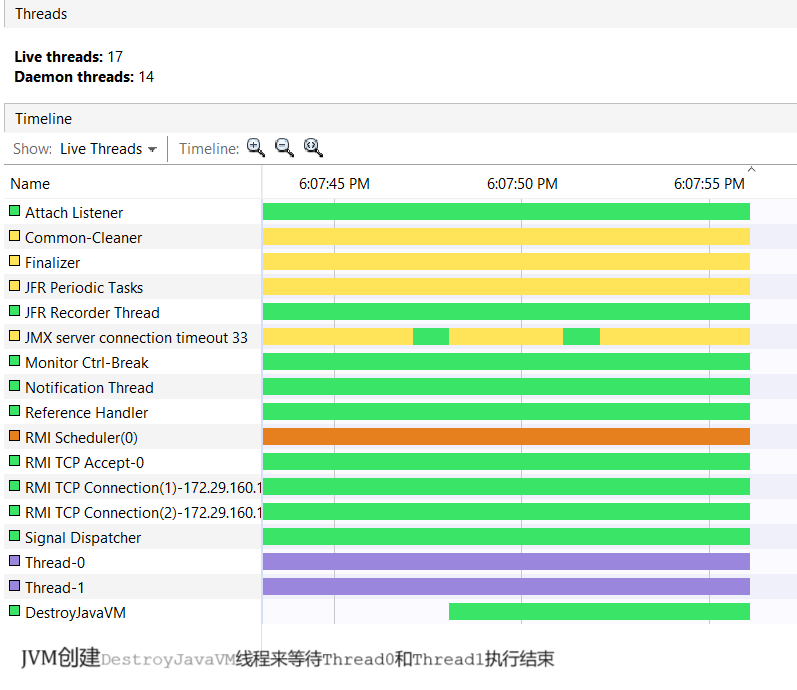 Threads
Live threads: 17
Daemon threads: 14
Timeline
Show: Live Threads Timeline:
Name 6:07:45 PM 6:07:50 PM 6:07:55 PM
Attach Listener
Common-Cleaner
Finalizer
JFR Periodic Tasks
JFR Recorder Thread
JMX server connection timeout 33
Monitor Ctrl-Break
Notification Thread
Reference Handler
RMI Scheduler(0)
RMI TCP Accept-0
RMI TCP Connection(1)-172.29.160.1
RMI TCP Connection(2)-172.29.160.1
Signal Dispatcher
Thread-0
Thread-1
DestroyJavaVM
JVM创建DestroyJavaVM线程来等待Thread0和Thread1执行结束